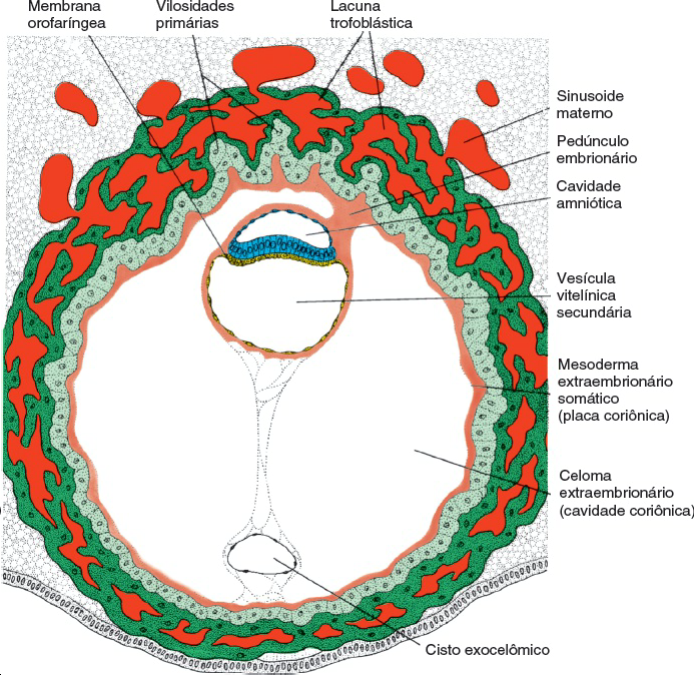 Membrana
orofaríngea
Vilosidades
primárias
Lacuna
trofoblástica
Sinusoide
materno
Pedúnculo
embrionário
Cavidade
amniótica
Vesícula
vitelínica
secundária
Mesoderma
extraembrionário
somático
(placa coriônica)
Celoma
extraembrionário
(cavidade coriônica)
Cisto exocelômico